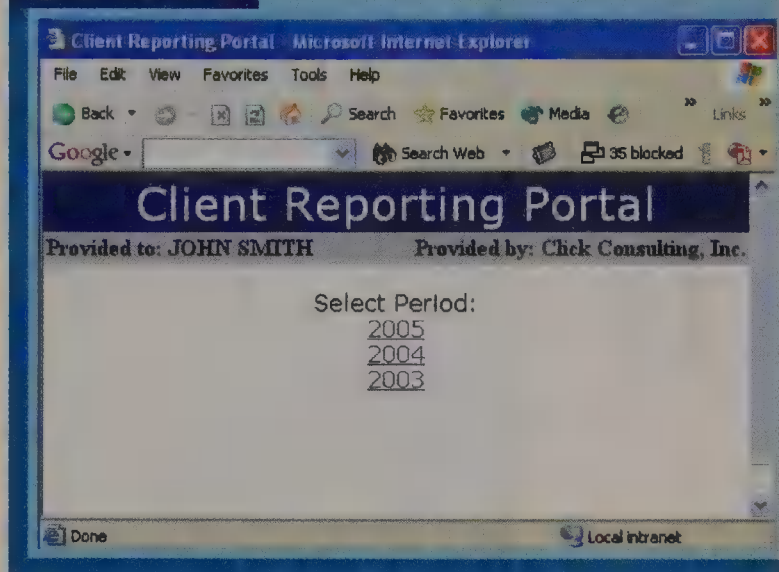 Client Reporting Portal - Microsoft Internet Explorer
File Edit View Favorites Tools Help
Back Search Favorites Media » Links »
Google Search Web 35 blocked
Client Reporting Portal
Provided to: JOHN SMITH Provided by: Click Consulting, Inc.
Select Period:
2005
2004
2003
Done Local intranet